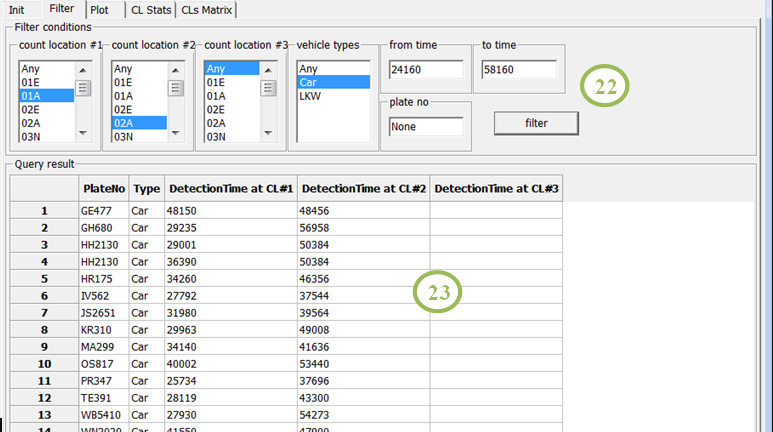 Init Filter Plot CL Stats CLs Matrix
Filter conditions
count location #1 count location #2 count location #3 vehicle types from time to time
Any Any Any Any 24160 58160
01E 01E 01E Car
01A 01A 01A LKW
02E 02E 02E plate no
02A 02A 02A None filter
03N 03N 03N
22
Query result
PlateNo Type DetectionTime at CL#1 DetectionTime at CL#2 DetectionTime at CL#3
1 GE477 Car 48150 48456
2 GH680 Car 29235 56958
3 HH2130 Car 29001 50384
4 HH2130 Car 36390 50384
5 HR175 Car 34260 46356
6 IV562 Car 27792 37544
7 JS2651 Car 31980 39564
8 KR310 Car 29963 49008
9 MA299 Car 34140 41636
10 OS817 Car 40002 53440
11 PR347 Car 25734 37696
12 TE391 Car 28119 43300
13 WB5410 Car 27930 54273
23